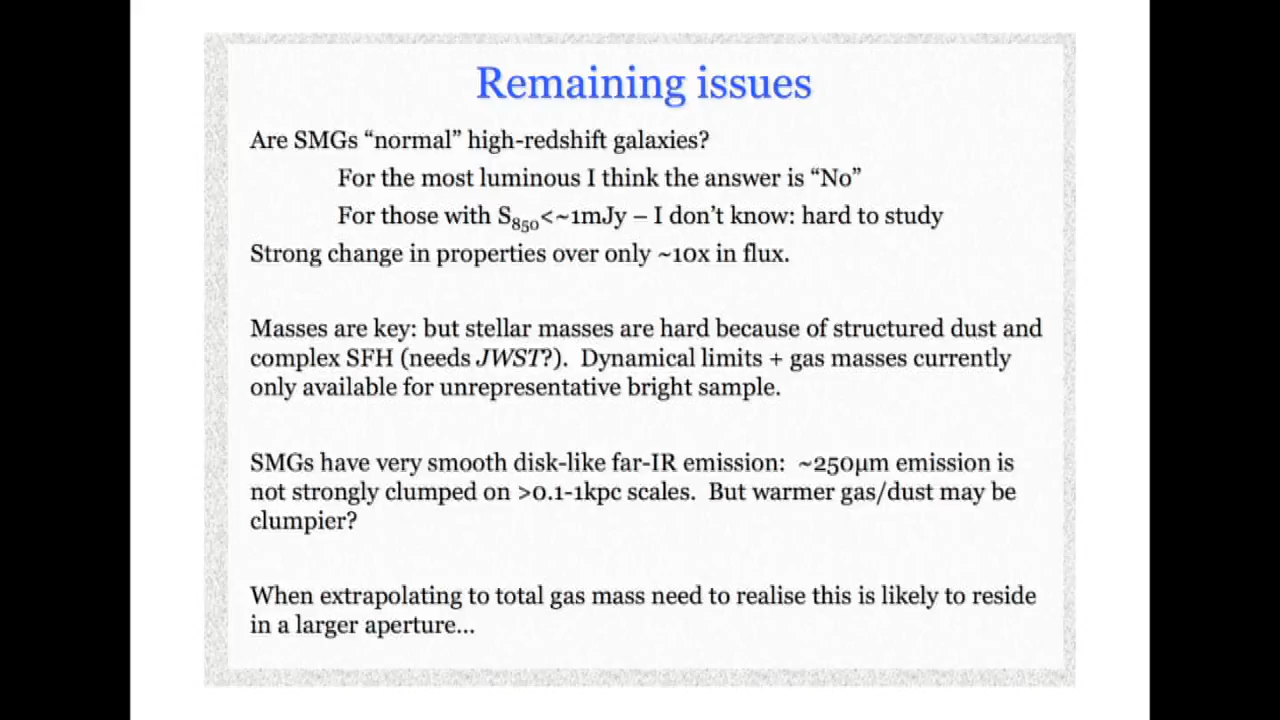 Remaining issues
Are SMGs “normal” high-redshift galaxies?
For the most luminous I think the answer is “No”
For those with S850<~1mJy – I don’t know: hard to study
Strong change in properties over only ~10x in flux.
Masses are key: but stellar masses are hard because of structured dust and
complex SFH (needs JWST?).  Dynamical limits + gas masses currently
only available for unrepresentative bright sample.
SMGs have very smooth disk-like far-IR emission:  ~250μm emission is
not strongly clumped on >0.1-1kpc scales.  But warmer gas/dust may be
clumpier?
When extrapolating to total gas mass need to realise this is likely to reside
in a larger aperture…